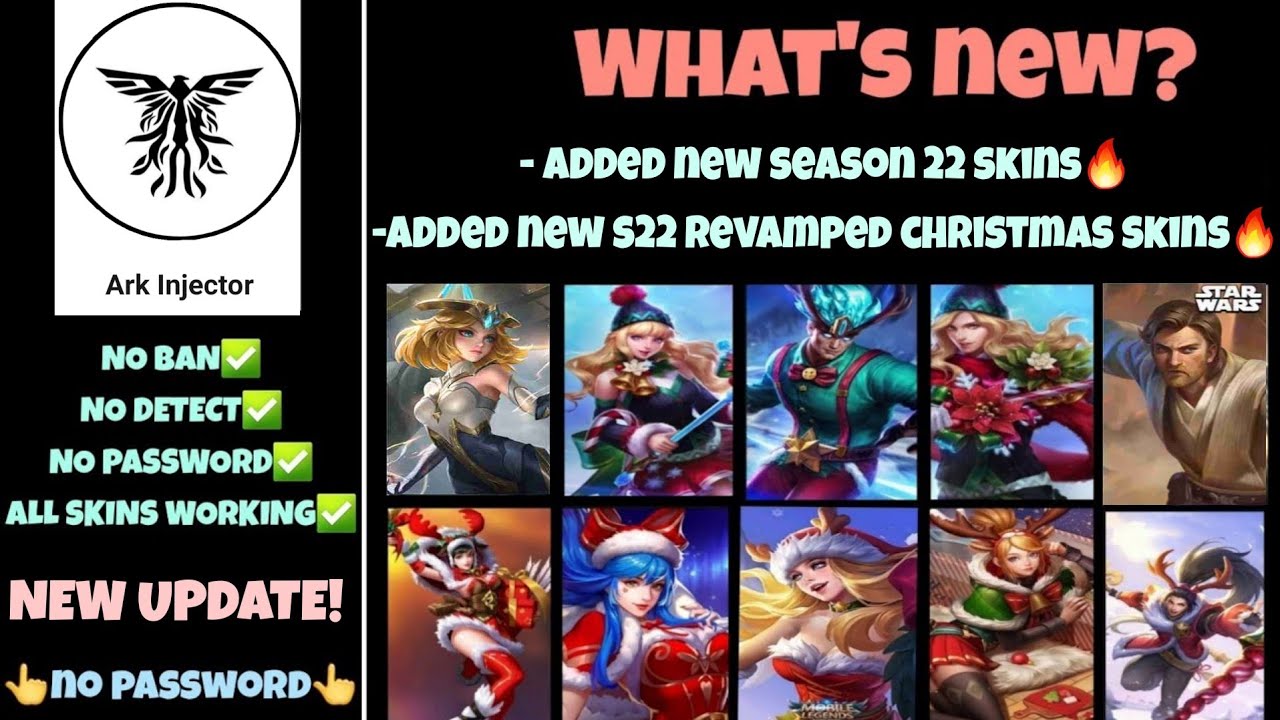 Ark Injector
NO BAN✅
NO DETECT✅
NO PASSWORD✅
ALL SKINS WORKING✅
NEW UPDATE!
👆NO PASSWORD👆
WHAT'S NEW?
- ADDED NEW SEASON 22 SKINS🔥
-ADDED NEW S22 REVAMPED CHRISTMAS SKINS🔥
STAR
WARS
MOBILE
LEGENDS